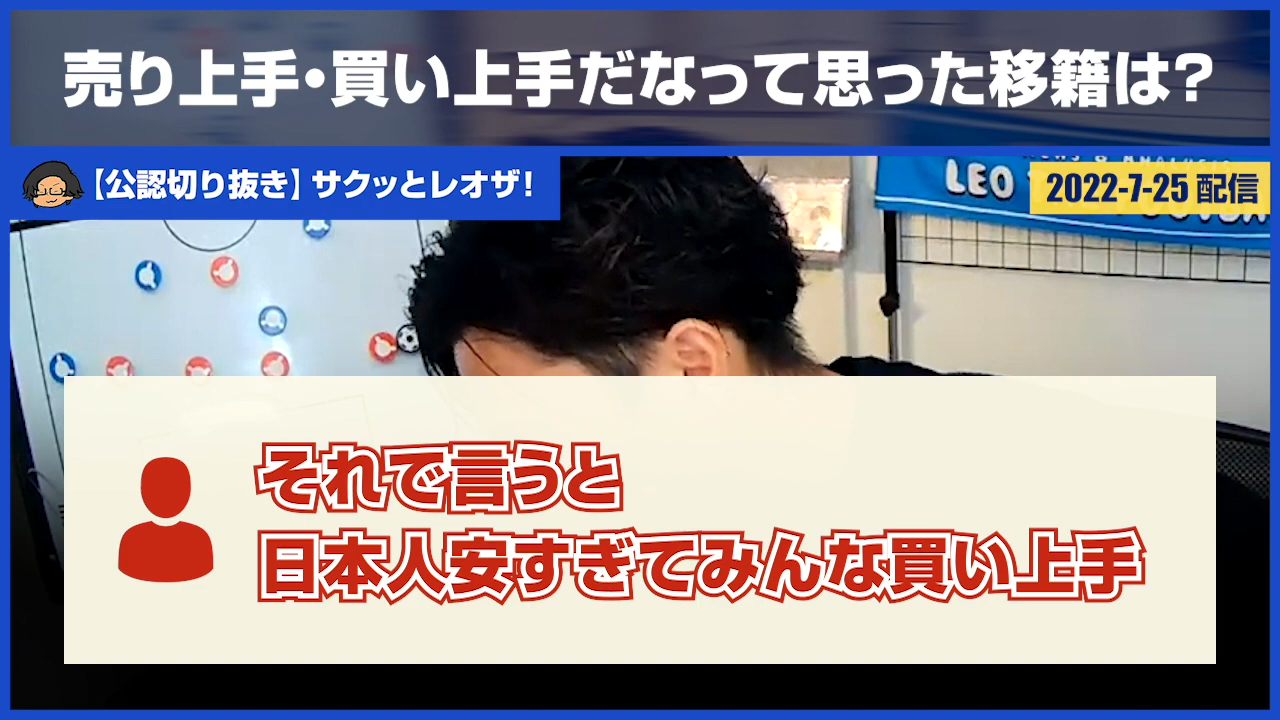 売り上手・買い上手だなって思った移籍は?
【公認切り抜き】サクッとレオザ!
2022-7-25 配信
LEO
それで言うと
日本人安すぎてみんな買い上手